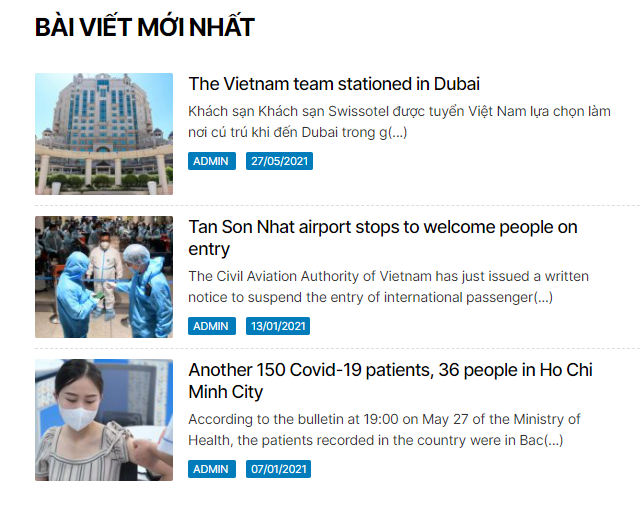 BÀI VIẾT MỚI NHẤT
The Vietnam team stationed in Dubai
Khách sạn Khách sạn Swissotel được tuyển Việt Nam lựa chọn làm
nơi cú trú khi đến Dubai trong g(...)
ADMIN 27/05/2021
Tan Son Nhat airport stops to welcome people on
entry
The Civil Aviation Authority of Vietnam has just issued a written
notice to suspend the entry of international passenger(...)
ADMIN 13/01/2021
Another 150 Covid-19 patients, 36 people in Ho Chi
Minh City
According to the bulletin at 19:00 on May 27 of the Ministry of
Health, the patients recorded in the country were in Bac(...)
ADMIN 07/01/2021